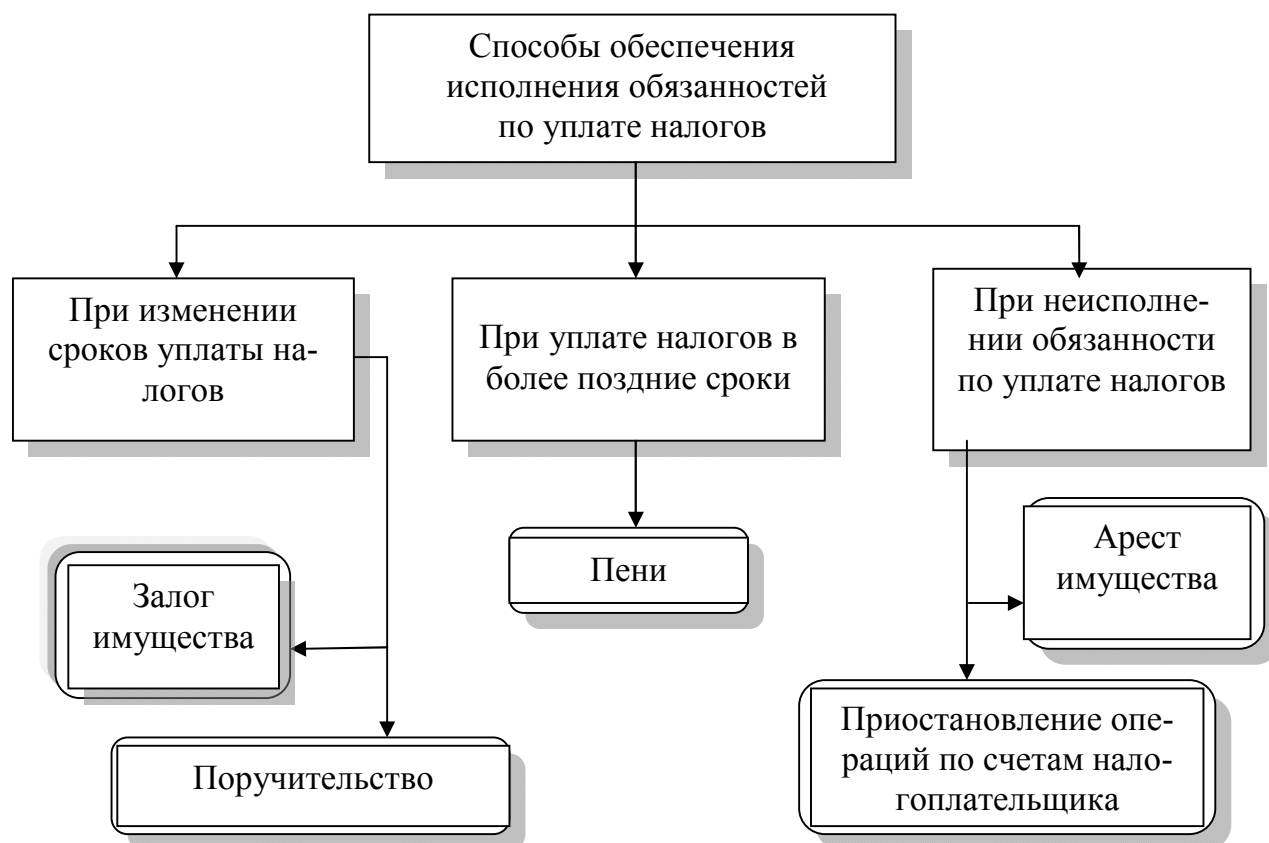 Способы обеспечения
исполнения обязанностей
по уплате налогов
При изменении
сроков уплаты на-
логов
При уплате налогов в
более поздние сроки
При неисполне-
нии обязанности
по уплате налогов
Залог
имущества
Пени
Арест
имущества
Поручительство
Приостановление опе-
раций по счетам нало-
гоплательщика